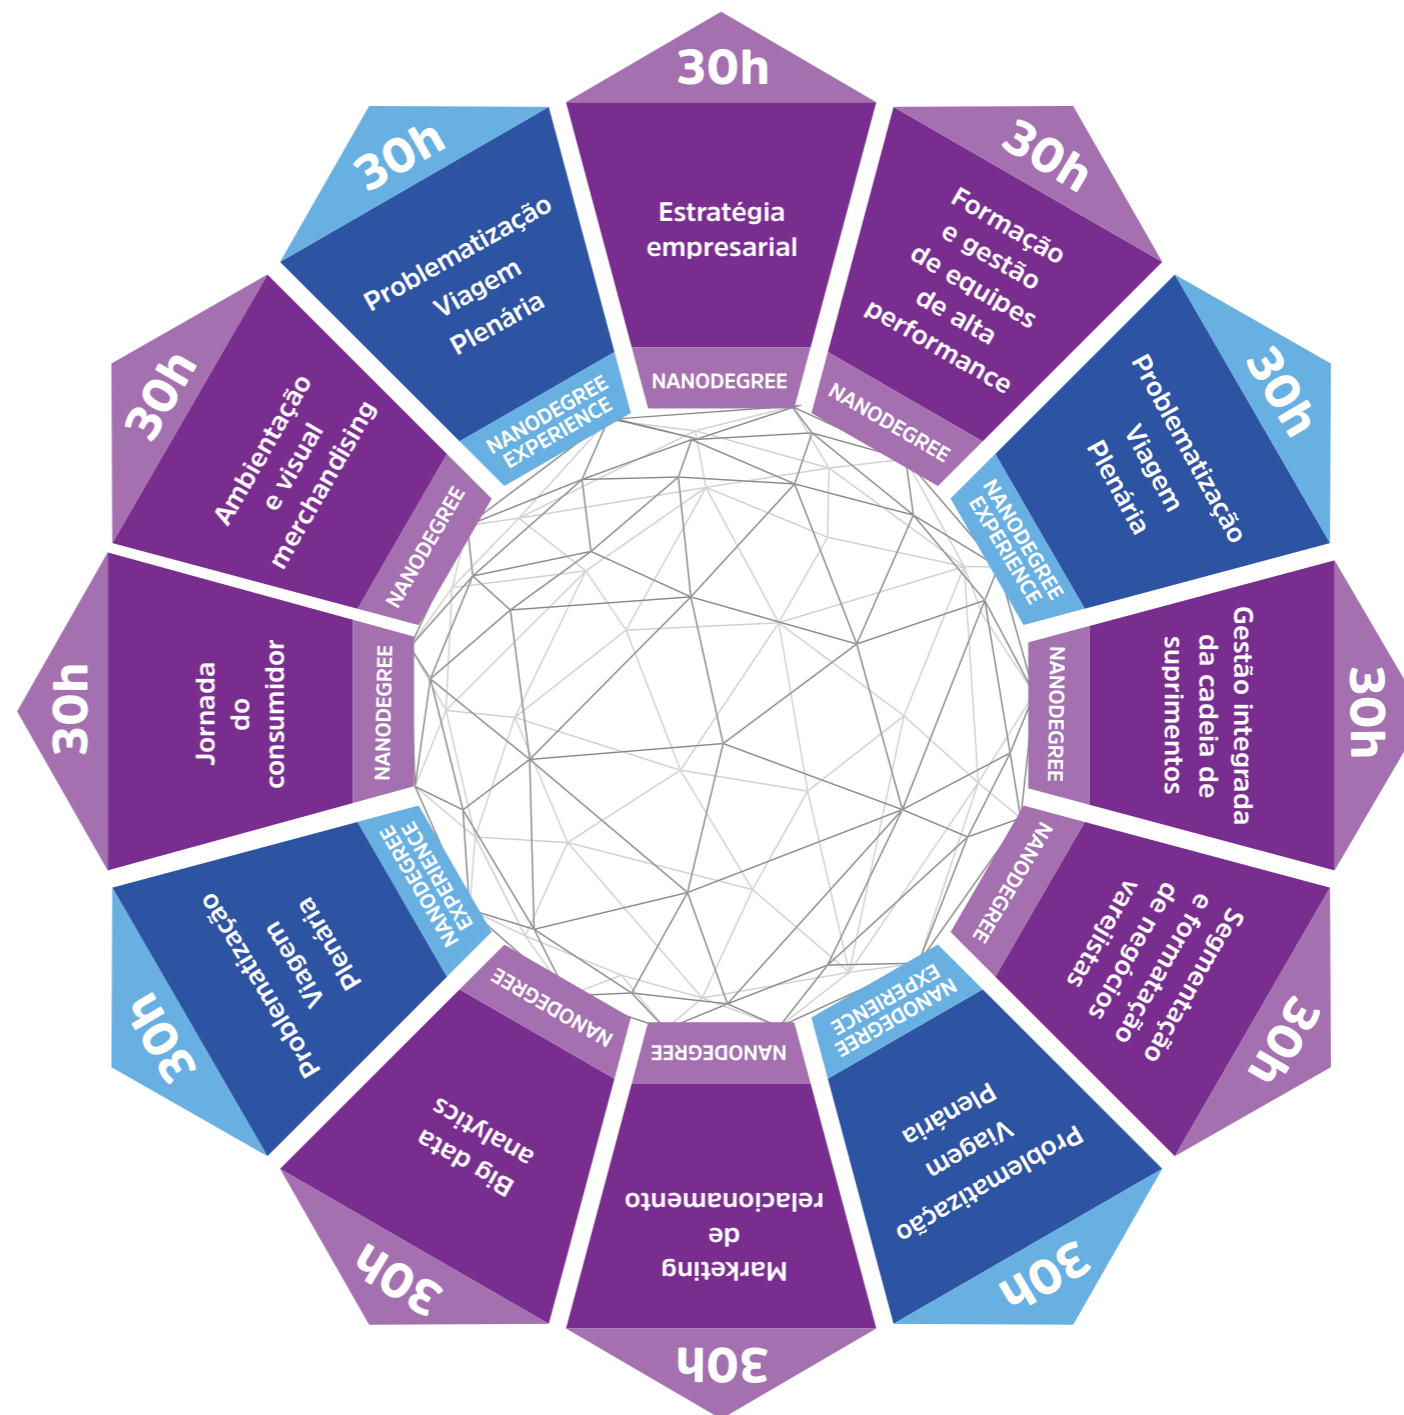 30h
Estratégia
empresarial
NANODEGREE
30h
Formação
e gestão
de equipes
de alta
performance
NANODEGREE
30h
Problematização
Viagem
Plenária
NANODEGREE
EXPERIENCE
30h
Gestão integrada
da cadeia de
suprimentos
NANODEGREE
30h
Segmentação
e formatação
de negócios
varejistas
NANODEGREE
30h
Problematização
Viagem
Plenária
NANODEGREE
EXPERIENCE
30h
Marketing
de
relacionamento
NANODEGREE
30h
Big data
analytics
NANODEGREE
30h
Problematização
Viagem
Plenária
NANODEGREE
EXPERIENCE
30h
Jornada
do
consumidor
NANODEGREE
30h
Ambientação
e visual
merchandising
NANODEGREE
30h
Problematização
Viagem
Plenária
NANODEGREE
EXPERIENCE